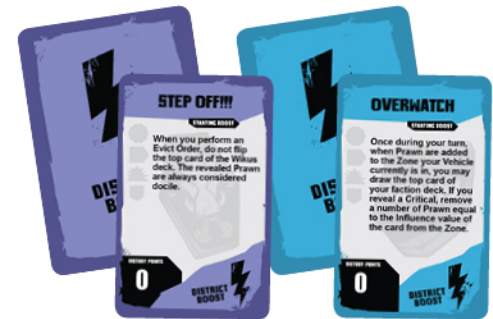 DIS
B
STEP OFF!!!
STARTING BOOST
When you perform an
Evict Order, do not flip
the top card of the Wikus
deck. The revealed Prawn
are always considered
docile.
VICTORY POINTS
0
DISTRICT
BOOST
DIS
B
OVERWATCH
STARTING BOOST
Once during your turn,
when Prawn are added
to the Zone your Vehicle
currently is in, you may
draw the top card of
your faction deck. If you
reveal a Critical, remove
a number of Prawn equal
to the Influence value of
the card from the Zone.
VICTORY POINTS
0
DISTRICT
BOOST